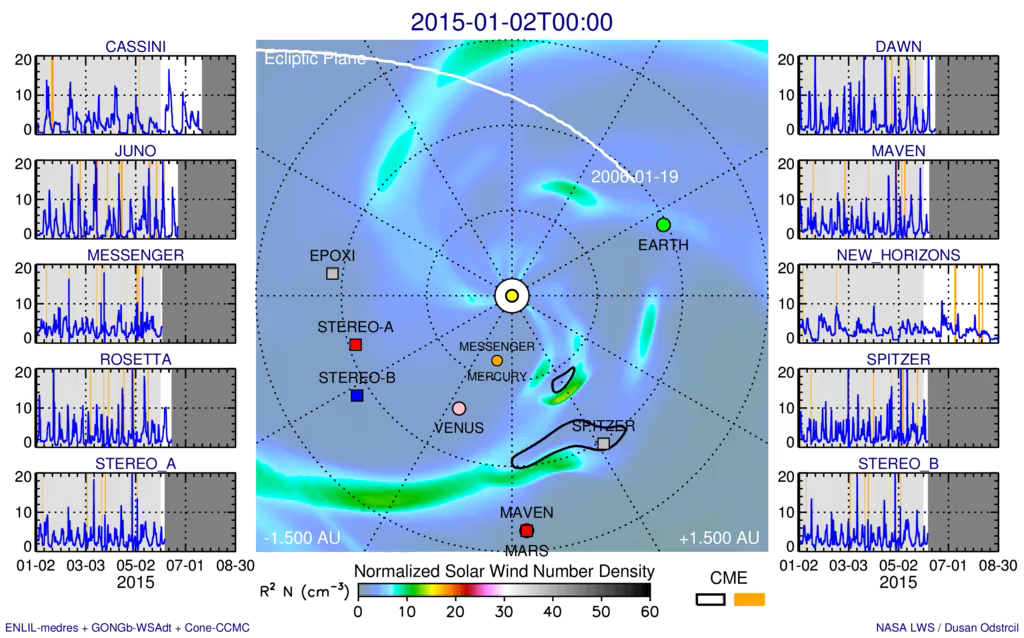 2015-01-02T00:00
CASSINI
20
10
0
JUNO
20
10
0
MESSENGER
20
10
0
ROSETTA
20
10
0
STEREO_A
20
10
0
01-02 03-03 05-02 07-01 08-30
2015
Ecliptic Plane
2006-01-19
EARTH
EPOXI
STEREO-A
MESSENGER
MERCURY
STEREO-B
VENUS
SPITZER
MAVEN
MARS
-1.500 AU
+1.500 AU
DAWN
20
10
0
MAVEN
20
10
0
NEW_HORIZONS
20
10
0
SPITZER
20
10
0
STEREO_B
20
10
0
01-02 03-03 05-02 07-01 08-30
2015
Normalized Solar Wind Number Density
R² N (cm⁻³)
0 10 20 30 40 50 60
CME
ENLIL-medres + GONGb-WSAdt + Cone-CCMC
NASA LWS / Dusan Odstrcil